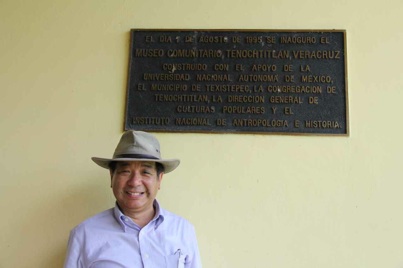 EL DIA 5 DE AGOSTO DE 1995, SE INAUGURO EL
MUSEO COMUNITARIO, TENOCHTITLAN, VERACRUZ
CONSTRUIDO CON EL APOYO DE LA
UNIVERSIDAD NACIONAL AUTONOMA DE MEXICO,
EL MUNICIPIO DE TEXISTEPEC, LA CONGREGACION DE
TENOCHTITLAN, LA DIRECCION GENERAL DE
CULTURAS POPULARES Y EL
INSTITUTO NACIONAL DE ANTROPOLOGIA E HISTORIA.